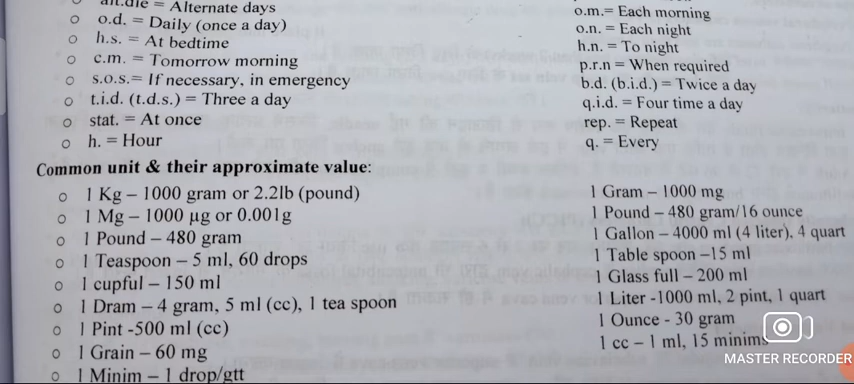 alt.die = Alternate days
o.d. = Daily (once a day)
h.s. = At bedtime
c.m. = Tomorrow morning
s.o.s.= If necessary, in emergency
t.i.d. (t.d.s.) = Three a day
stat. = At once
h. = Hour
o.m.= Each morning
o.n. = Each night
h.n. = To night
p.r.n = When required
b.d. (b.i.d.) = Twice a day
q.i.d. = Four time a day
rep. = Repeat
q. = Every
Common unit & their approximate value:
1 Kg – 1000 gram or 2.2lb (pound)
1 Mg – 1000 µg or 0.001g
1 Pound – 480 gram
1 Teaspoon – 5 ml, 60 drops
1 cupful – 150 ml
1 Dram – 4 gram, 5 ml (cc), 1 tea spoon
1 Pint -500 ml (cc)
1 Grain – 60 mg
1 Minim – 1 drop/gtt
1 Gram – 1000 mg
1 Pound – 480 gram/16 ounce
1 Gallon – 4000 ml (4 liter), 4 quart
1 Table spoon –15 ml
1 Glass full – 200 ml
1 Liter -1000 ml, 2 pint, 1 quart
1 Ounce - 30 gram
1 cc – 1 ml, 15 minims
MASTER RECORDER